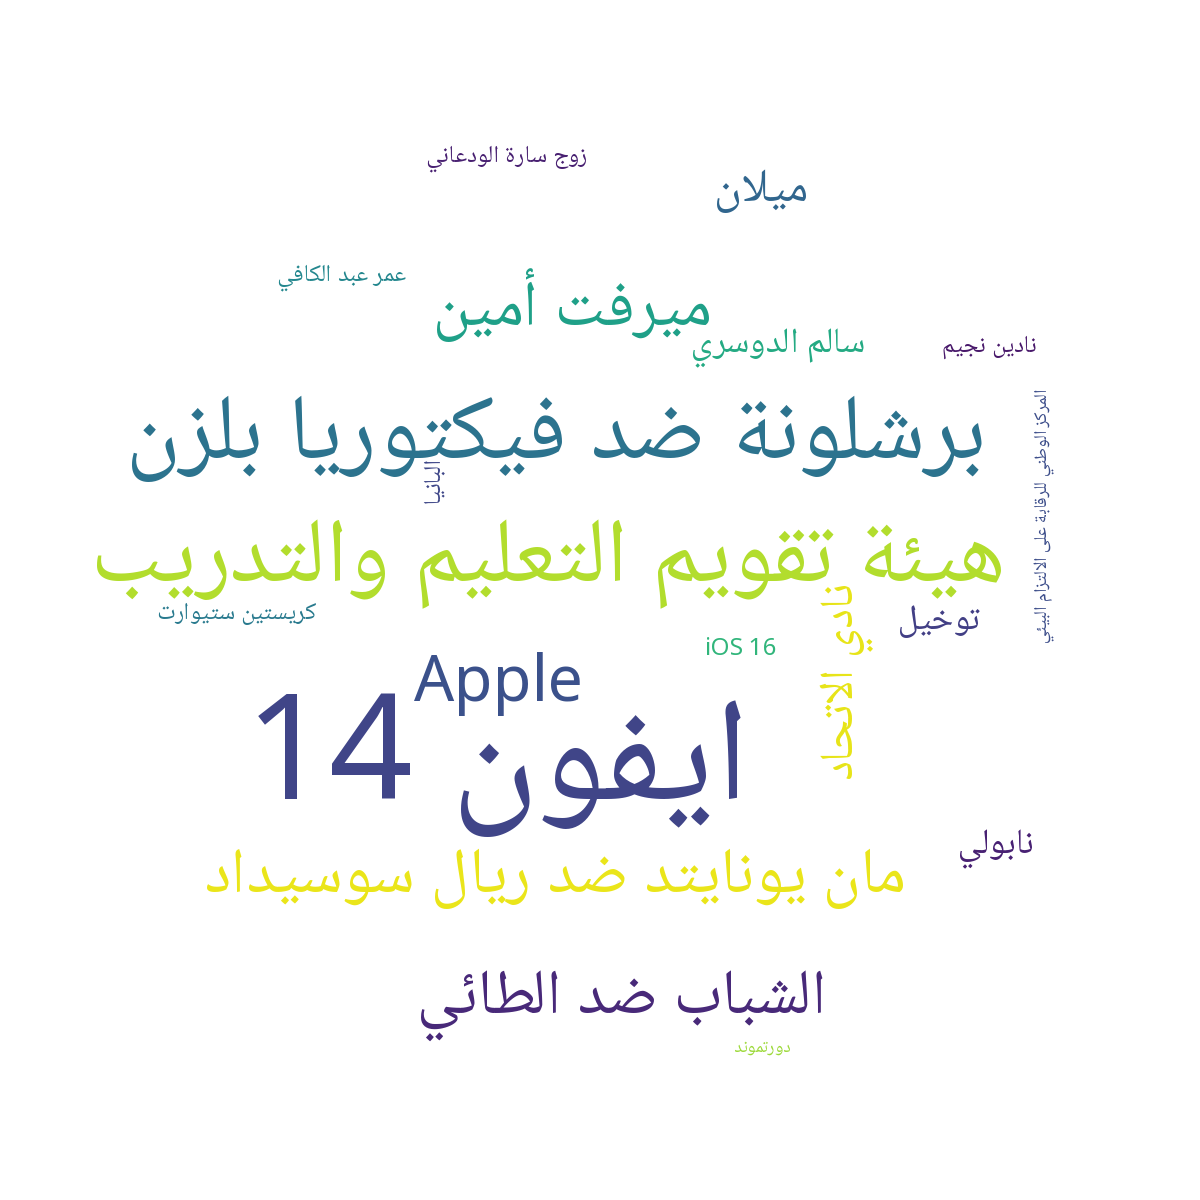 زوج سارة الودعاني
ميلان
عمر عبد الكافي
ميرفت أمين
سالم الدوسري
نادين نجيم
برشلونة ضد فيكتوريا بلزن
المركز الوطني للرقابة على الالتزام البيئي
البانيا
هيئة تقويم التعليم والتدريب
كريستين ستيوارت
توخيل
نادي الاتحاد
iOS 16
Apple
ايفون 14
نابولي
مان يونايتد ضد ريال سوسيداد
الشباب ضد الطائي
دورتموند